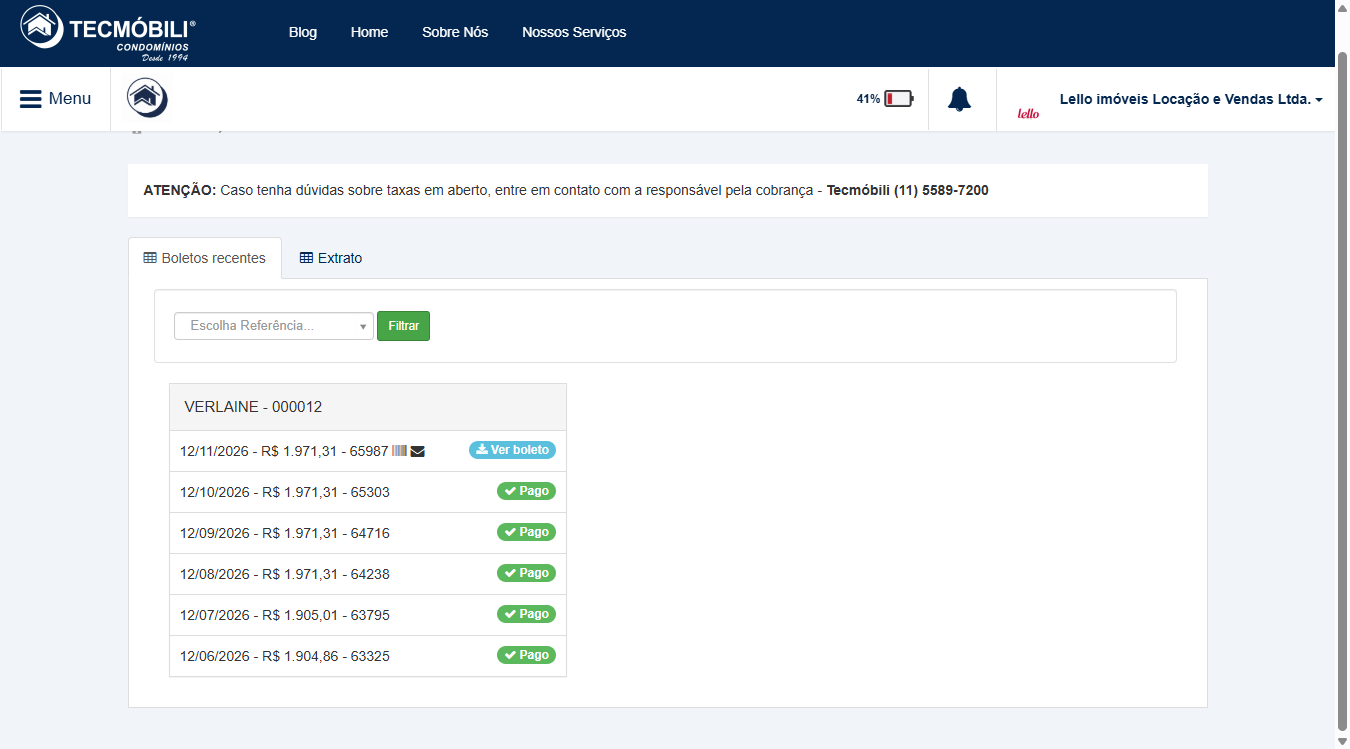 TECMÓBILI®
CONDOMÍNIOS
Desde 1994
Blog Home Sobre Nós Nossos Serviços
Menu
41%
lello
Lello imóveis Locação e Vendas Ltda.
ATENÇÃO: Caso tenha dúvidas sobre taxas em aberto, entre em contato com a responsável pela cobrança - Tecmóbili (11) 5589-7200
Boletos recentes Extrato
Escolha Referência... Filtrar
VERLAINE - 000012
12/11/2026 - R$ 1.971,31 - 65987 Ver boleto
12/10/2026 - R$ 1.971,31 - 65303 Pago
12/09/2026 - R$ 1.971,31 - 64716 Pago
12/08/2026 - R$ 1.971,31 - 64238 Pago
12/07/2026 - R$ 1.905,01 - 63795 Pago
12/06/2026 - R$ 1.904,86 - 63325 Pago